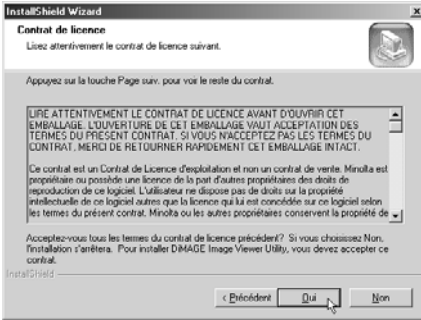 InstallShield Wizard
Contrat de licence
Lisez attentivement le contrat de licence suivant.
Appuyez sur la touche Page suiv. pour voir le reste du contrat.
LIRE ATTENTIVEMENT LE CONTRAT DE LICENCE AVANT D'OUVRIR CET
EMBALLAGE. L'OUVERTURE DE CET EMBALLAGE VAUT ACCEPTATION DES
TERMES DU PRÉSENT CONTRAT. SI VOUS N'ACCEPTEZ PAS LES TERMES DU
CONTRAT, MERCI DE RETOURNER RAPIDEMENT CET EMBALLAGE INTACT.
Ce contrat est un Contrat de Licence d'exploitation et non un contrat de vente. Minolta est
propriétaire ou possède une licence de la part d'autres propriétaires des droits de
reproduction de ce logiciel. L'utilisateur ne dispose pas de droits sur la propriété
intellectuelle de ce logiciel autres que la licence qui lui est concédée sur ce logiciel selon
les termes du présent contrat. Minolta ou les autres propriétaires conservent la propriété de
Acceptez-vous tous les termes du contrat de licence précédent? Si vous choisissez Non,
l'installation s'arrêtera. Pour installer DiMAGE Image Viewer Utility, vous devez accepter ce
contrat.
InstallShield
< Précédent Oui Non